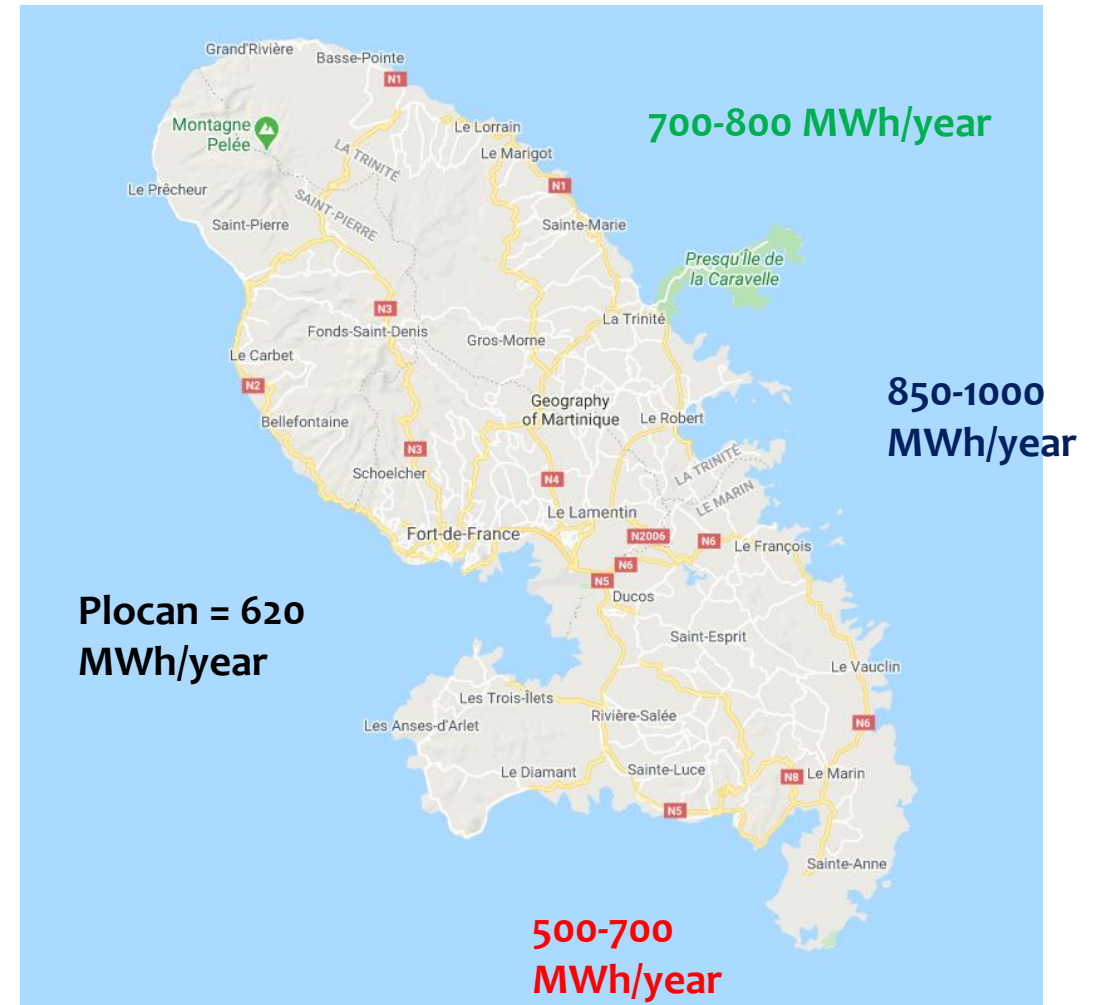 Grand'Rivière
Basse-Pointe
N1
700-800 MWh/year
Montagne
Pelée
Le Lorrain
LA TRINITÉ
Le Marigot
Le Prêcheur
N1
SAINT-PIERRE
Saint-Pierre
Sainte-Marie
Presqu'Île de
la Caravelle
N3
La Trinité
Fonds-Saint-Denis
Gros-Morne
Le Carbet
N2
850-1000
MWh/year
Geography
of Martinique
Bellefontaine
Le Robert
N3
LA TRINITÉ
Schoelcher
N4
LE MARIN
Le Lamentin
Fort-de-France
N2006
N6
Le François
N6
N5
Plocan = 620
MWh/year
Ducos
Saint-Esprit
Le Vauclin
Les Trois-Îlets
Rivière-Salée
Les Anses-d'Arlet
N6
Le Diamant
Sainte-Luce
N8
Le Marin
N5
Sainte-Anne
500-700
MWh/year